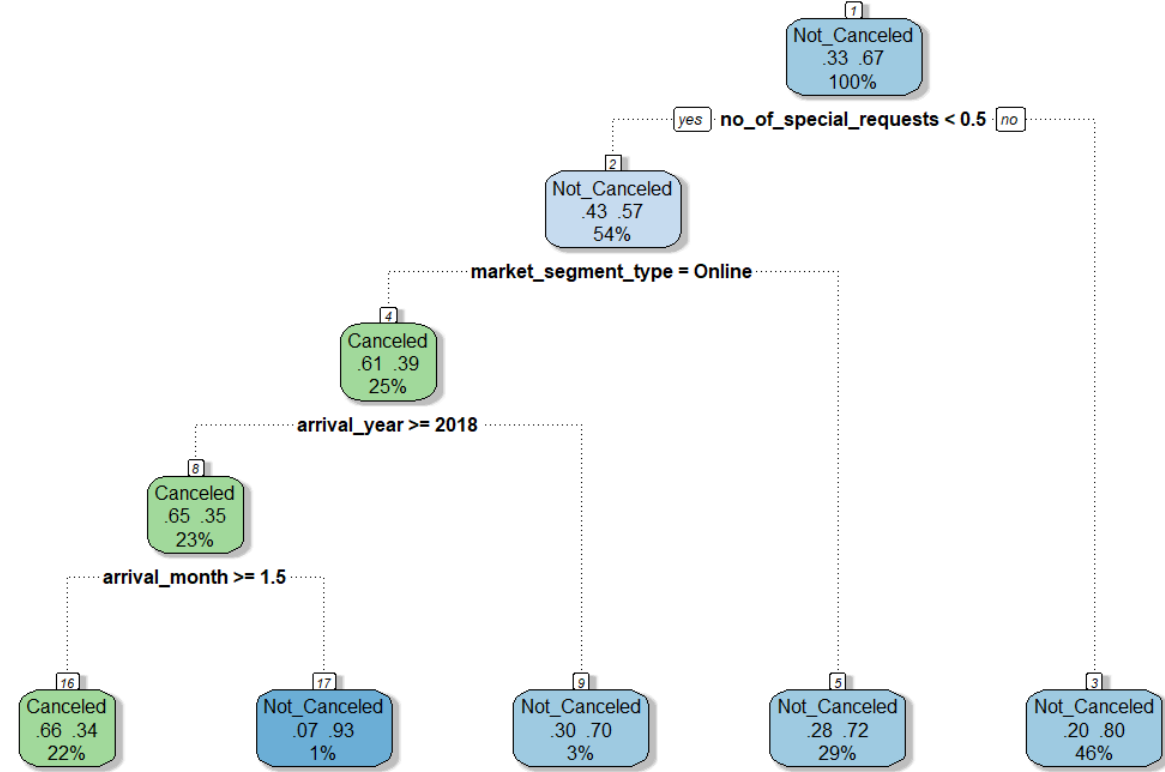 1
Not_Canceled
.33 .67
100%
yes no_of_special_requests < 0.5 no
2
Not_Canceled
.43 .57
54%
market_segment_type = Online
4
Canceled
.61 .39
25%
arrival_year >= 2018
8
Canceled
.65 .35
23%
arrival_month >= 1.5
16
Canceled
.66 .34
22%
17
Not_Canceled
.07 .93
1%
9
Not_Canceled
.30 .70
3%
5
Not_Canceled
.28 .72
29%
3
Not_Canceled
.20 .80
46%